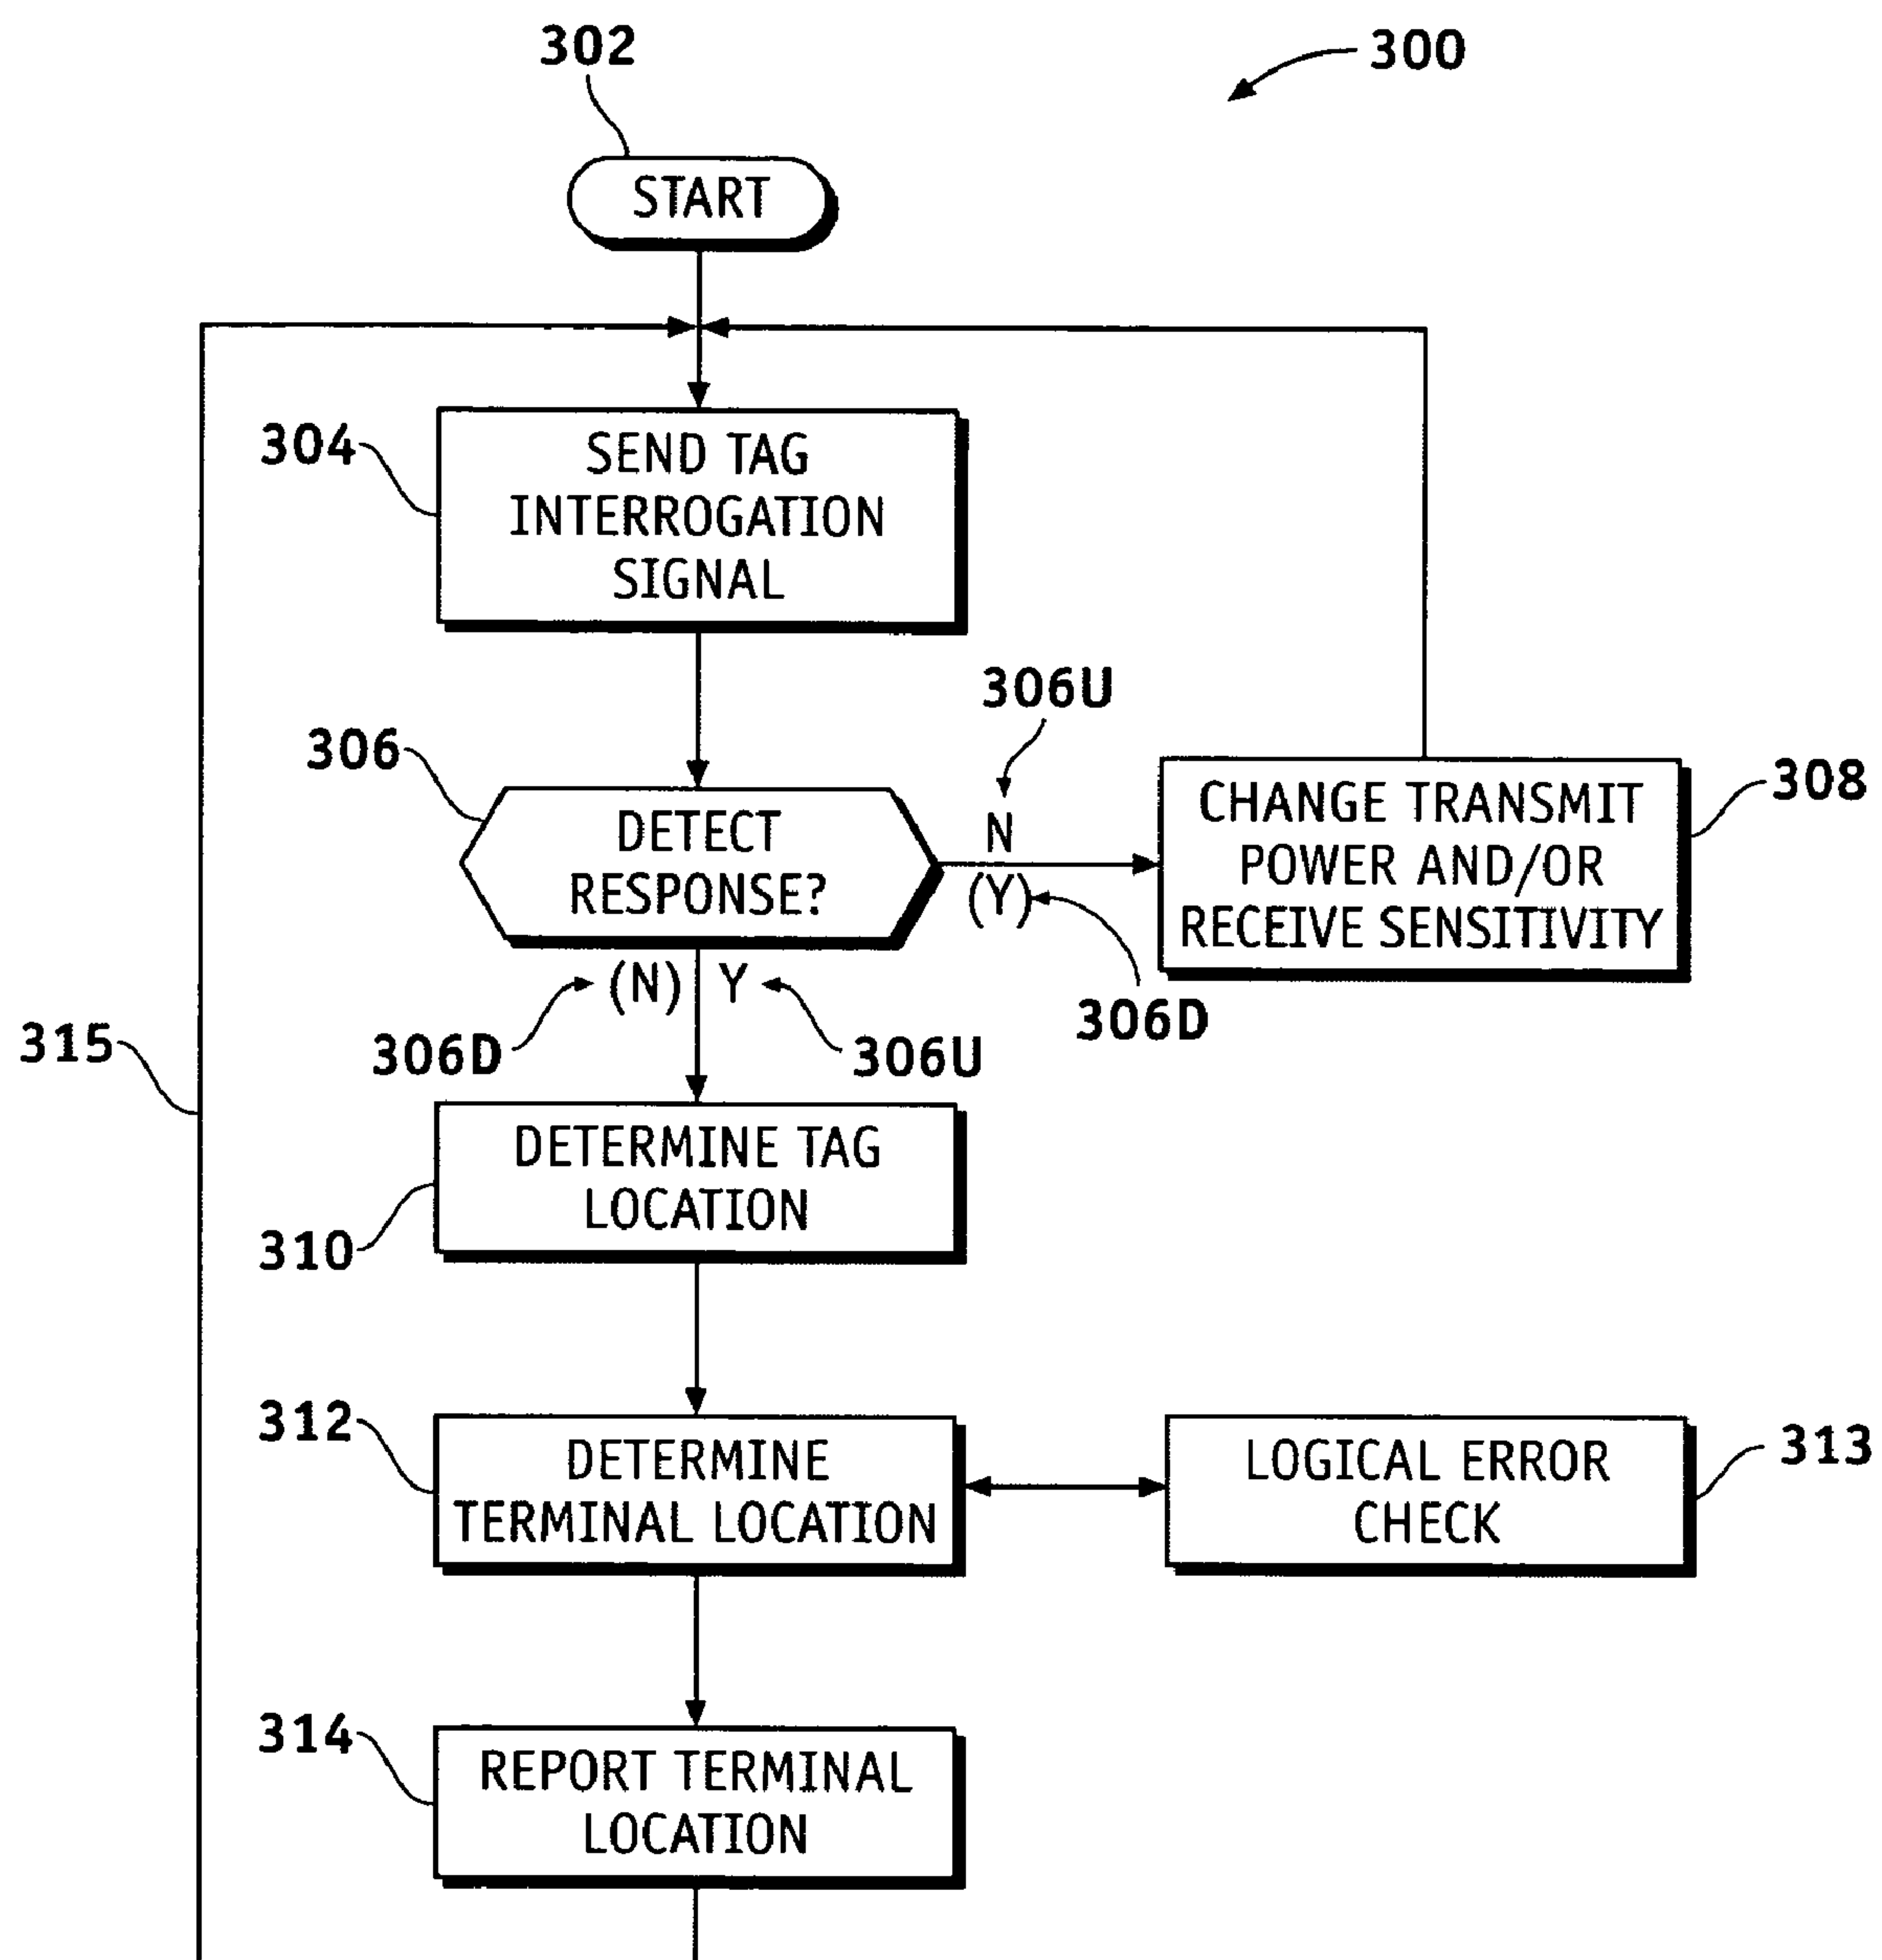 302
300
START
304
SEND TAG
INTERROGATION
SIGNAL
306U
306
DETECT
RESPONSE?
N
(Y)
308
CHANGE TRANSMIT
POWER AND/OR
RECEIVE SENSITIVITY
(N) Y
306D
306D
306U
315
DETERMINE TAG
LOCATION
310
312
DETERMINE
TERMINAL LOCATION
LOGICAL ERROR
CHECK
313
314
REPORT TERMINAL
LOCATION